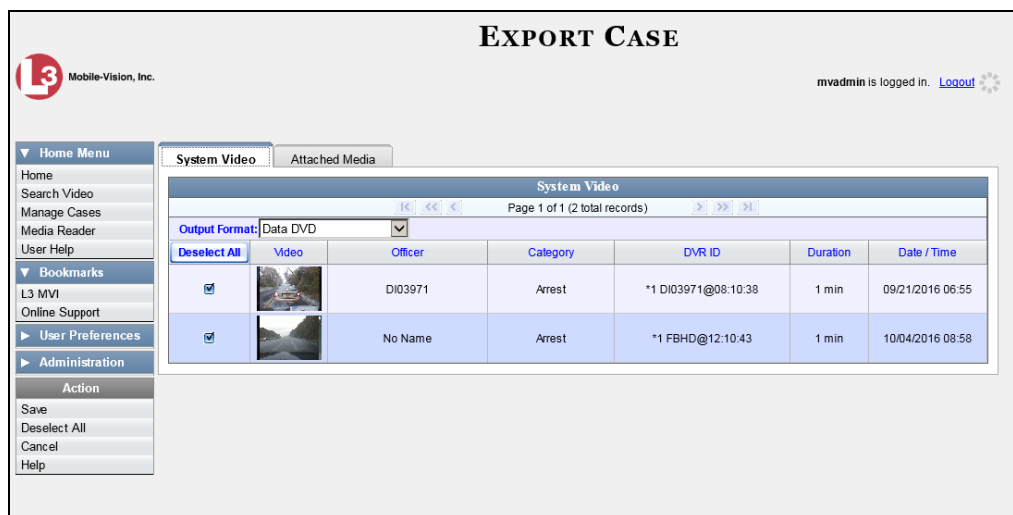 EXPORT CASE
L3 Mobile-Vision, Inc.
mvadmin is logged in. Logout
▼ Home Menu
Home
Search Video
Manage Cases
Media Reader
User Help
▼ Bookmarks
L3 MVI
Online Support
▶ User Preferences
▶ Administration
Action
Save
Deselect All
Cancel
Help
System Video Attached Media
System Video
|< << < Page 1 of 1 (2 total records) > >> >|
Output Format: Data DVD
Deselect All Video Officer Category DVR ID Duration Date / Time
DI03971 Arrest *1 DI03971@08:10:38 1 min 09/21/2016 06:55
No Name Arrest *1 FBHD@12:10:43 1 min 10/04/2016 08:58